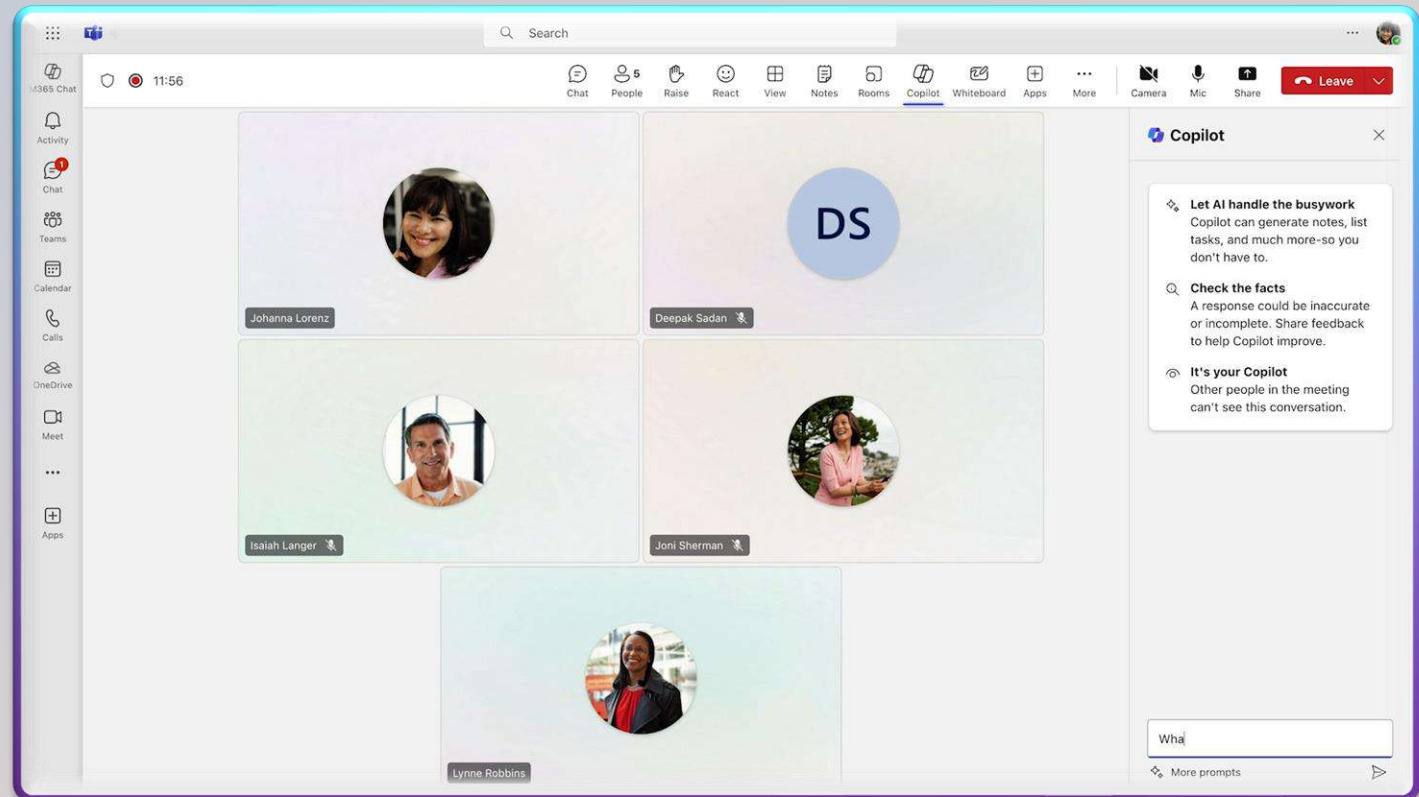 Search
M365 Chat
Activity
1
Chat
Teams
Calendar
Calls
OneDrive
Meet
Apps
11:56
Chat
5
People
Raise
React
View
Notes
Rooms
Copilot
Whiteboard
Apps
More
Camera
Mic
Share
Leave
Johanna Lorenz
DS
Deepak Sadan
Isaiah Langer
Joni Sherman
Lynne Robbins
Copilot
Let AI handle the busywork
Copilot can generate notes, list
tasks, and much more-so you
don't have to.
Check the facts
A response could be inaccurate
or incomplete. Share feedback
to help Copilot improve.
It's your Copilot
Other people in the meeting
can't see this conversation.
Wha
More prompts